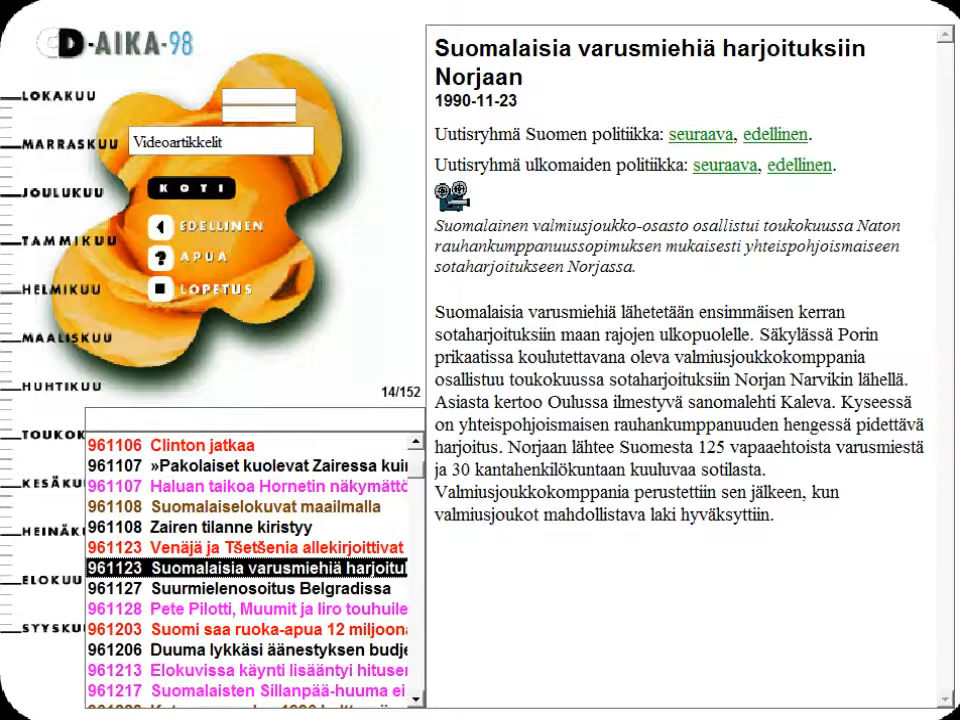 CD-AIKA-98
LOKAKUU
MARRASKUU
JOULUKUU
TAMMIKUU
HELMIKUU
MAALISKUU
HUHTIKUU
TOUKOK
KESÄKU
HEINÄK
ELOKUU
SYYSKU
Videoartikkelit
KOTI
EDELLINEN
? APUA
LOPETUS
14/152
961106 Clinton jatkaa
961107 »Pakolaiset kuolevat Zairessa kuin
961107 Haluan taikoa Hornetin näkymättö
961108 Suomalaiselokuvat maailmalla
961108 Zairen tilanne kiristyy
961123 Venäjä ja Tšetšenia allekirjoittivat
961123 Suomalaisia varusmiehiä harjoitul
961127 Suurmielenosoitus Belgradissa
961128 Pete Pilotti, Muumit ja Iiro touhuile
961203 Suomi saa ruoka-apua 12 miljoona
961206 Duuma lykkäsi äänestyksen budje
961213 Elokuvissa käynti lisääntyi hituser
961217 Suomalaisten Sillanpää-huuma ei
Suomalaisia varusmiehiä harjoituksiin
Norjaan
1990-11-23
Uutisryhmä Suomen politiikka: seuraava, edellinen.
Uutisryhmä ulkomaiden politiikka: seuraava, edellinen.
Suomalainen valmiusjoukko-osasto osallistui toukokuussa Naton
rauhankumppanuussopimuksen mukaisesti yhteispohjoismaiseen
sotaharjoitukseen Norjassa.
Suomalaisia varusmiehiä lähetetään ensimmäisen kerran
sotaharjoituksiin maan rajojen ulkopuolelle. Säkylässä Porin
prikaatissa koulutettavana oleva valmiusjoukkokomppania
osallistuu toukokuussa sotaharjoituksiin Norjan Narvikin lähellä.
Asiasta kertoo Oulussa ilmestyvä sanomalehti Kaleva. Kyseessä
on yhteispohjoismaisen rauhankumppanuuden hengessä pidettävä
harjoitus. Norjaan lähtee Suomesta 125 vapaaehtoista varusmiestä
ja 30 kantahenkilökuntaan kuuluvaa sotilasta.
Valmiusjoukkokomppania perustettiin sen jälkeen, kun
valmiusjoukot mahdollistava laki hyväksyttiin.